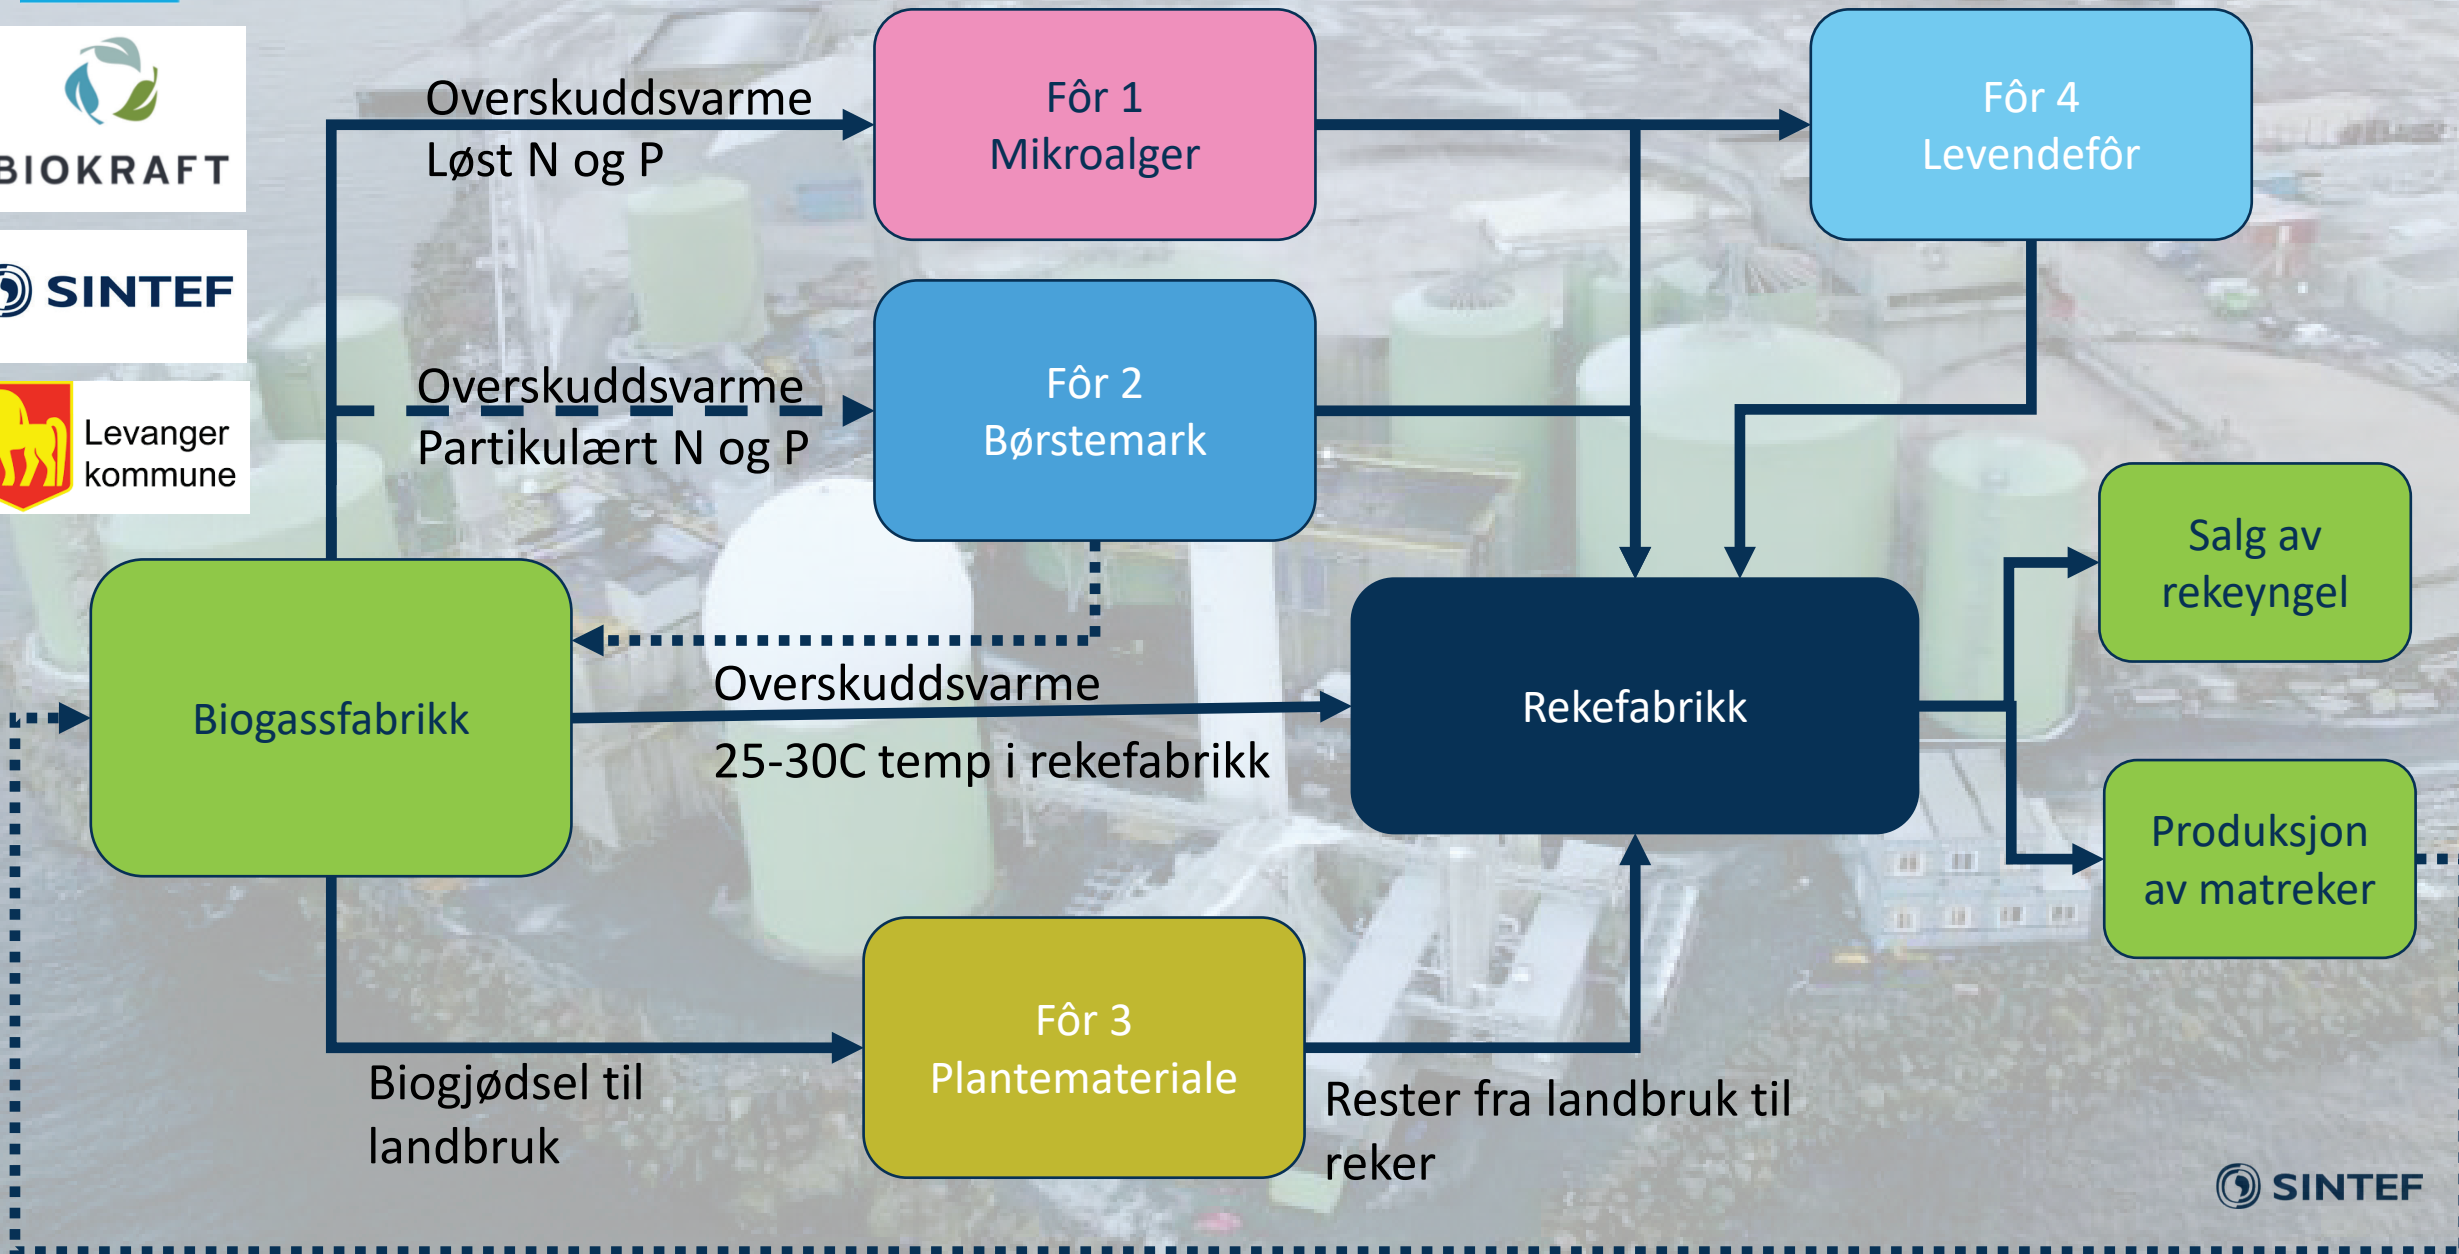 BIOKRAFT
SINTEF
Levanger
kommune
Overskuddsvarme
Løst N og P
Fôr 1
Mikroalger
Fôr 4
Levendefôr
Overskuddsvarme
Partikulært N og P
Fôr 2
Børstemark
Salg av
rekeyngel
Biogassfabrikk
Overskuddsvarme
25-30C temp i rekefabrikk
Rekefabrikk
Produksjon
av matreker
Biogjødsel til
landbruk
Fôr 3
Plantemateriale
Rester fra landbruk til
reker
SINTEF